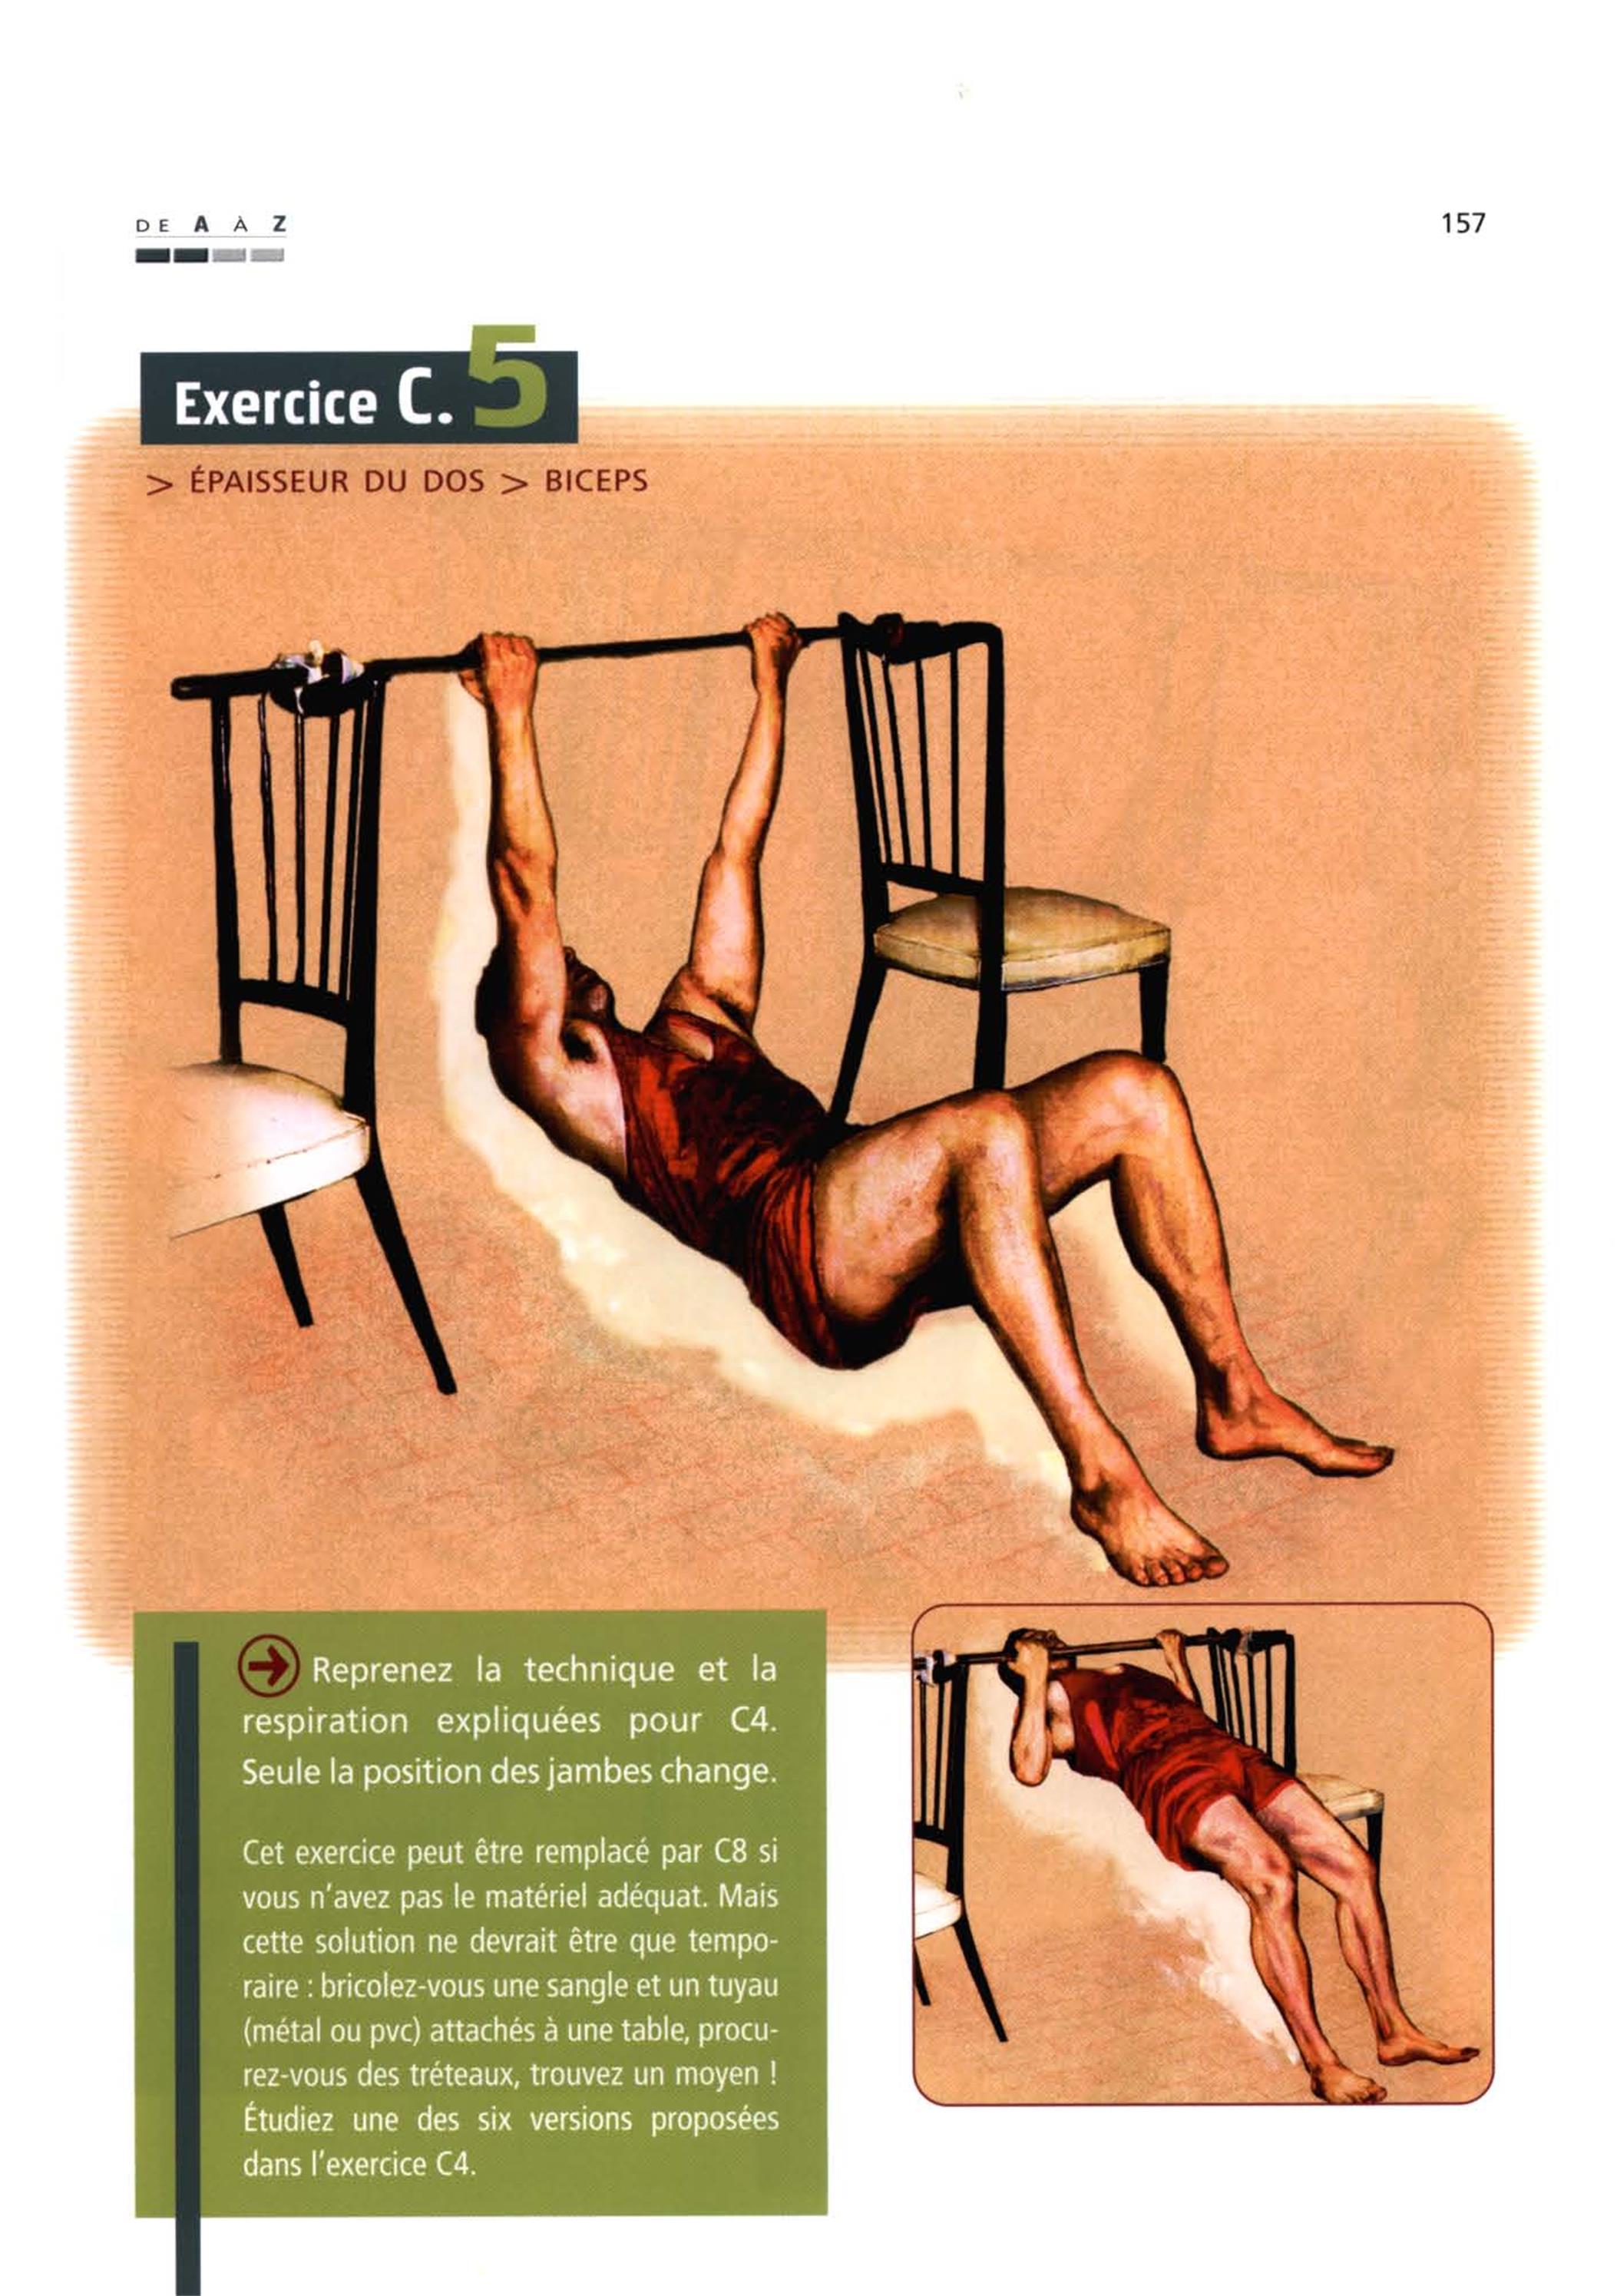 DE A À Z
157
Exercice C. 5
> ÉPAISSEUR DU DOS > BICEPS
Reprenez la technique et la
respiration expliquées pour C4.
Seule la position des jambes change.
Cet exercice peut être remplacé par C8 si
vous n'avez pas le matériel adéquat. Mais
cette solution ne devrait être que tempo-
raire : bricolez-vous une sangle et un tuyau
(métal ou pvc) attachés à une table, procu-
rez-vous des tréteaux, trouvez un moyen !
Étudiez une des six versions proposées
dans l'exercice C4.